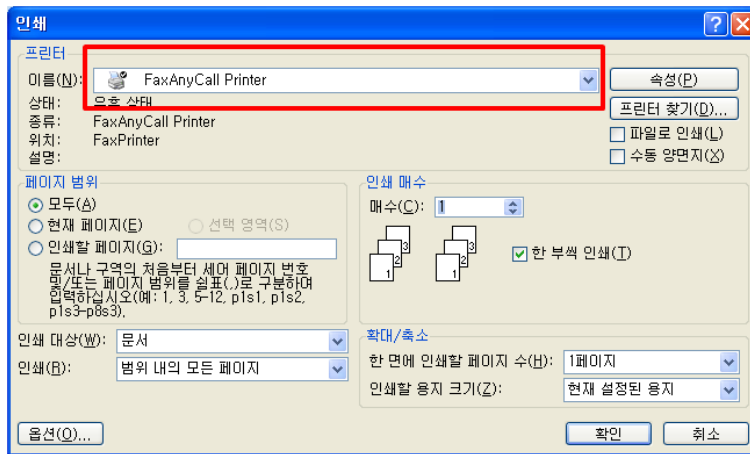 인쇄
프린터
이름(N): FaxAnyCall Printer 속성(P)
상태: 유휴 상태 프린터 찾기(D)...
종류: FaxAnyCall Printer
위치: FaxPrinter 파일로 인쇄(L)
설명: 수동 양면지(X)
페이지 범위
모두(A)
현재 페이지(E) 선택 영역(S)
인쇄할 페이지(G):
문서나 구역의 처음부터 세어 페이지 번호
및/또는 페이지 범위를 쉼표(,)로 구분하여
입력하십시오(예: 1, 3, 5-12, p1s1, p1s2,
p1s3-p8s3).
인쇄 매수
매수(C): 1
1 2 3
1 2 3
한 부씩 인쇄(T)
인쇄 대상(W): 문서
인쇄(R): 범위 내의 모든 페이지
확대/축소
한 면에 인쇄할 페이지 수(H): 1페이지
인쇄할 용지 크기(Z): 현재 설정된 용지
옵션(O)... 확인 취소